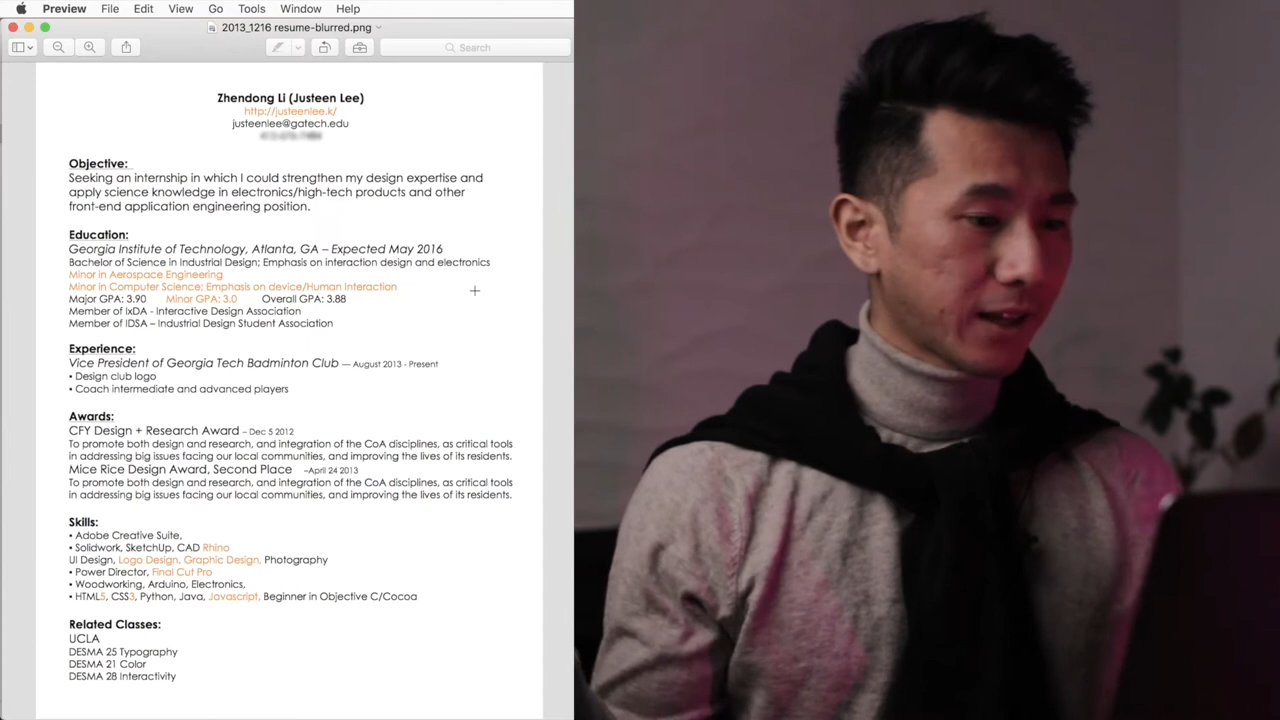 Preview File Edit View Go Tools Window Help
2013_1216 resume-blurred.png
Search
Zhendong Li (Justeen Lee)
http://justeenlee.k/
justeenlee@gatech.edu
Objective:
Seeking an internship in which I could strengthen my design expertise and
apply science knowledge in electronics/high-tech products and other
front-end application engineering position.
Education:
Georgia Institute of Technology, Atlanta, GA – Expected May 2016
Bachelor of Science in Industrial Design; Emphasis on interaction design and electronics
Minor in Aerospace Engineering
Minor in Computer Science; Emphasis on device/Human Interaction
Major GPA: 3.90 Minor GPA: 3.0 Overall GPA: 3.88
Member of IxDA - Interactive Design Association
Member of IDSA – Industrial Design Student Association
Experience:
Vice President of Georgia Tech Badminton Club — August 2013 - Present
• Design club logo
• Coach intermediate and advanced players
Awards:
CFY Design + Research Award – Dec 5 2012
To promote both design and research, and integration of the CoA disciplines, as critical tools
in addressing big issues facing our local communities, and improving the lives of its residents.
Mice Rice Design Award, Second Place –April 24 2013
To promote both design and research, and integration of the CoA disciplines, as critical tools
in addressing big issues facing our local communities, and improving the lives of its residents.
Skills:
• Adobe Creative Suite,
• Solidwork, SketchUp, CAD Rhino
UI Design, Logo Design, Graphic Design, Photography
• Power Director, Final Cut Pro
• Woodworking, Arduino, Electronics,
• HTML5, CSS3, Python, Java, Javascript, Beginner in Objective C/Cocoa
Related Classes:
UCLA
DESMA 25 Typography
DESMA 21 Color
DESMA 28 Interactivity